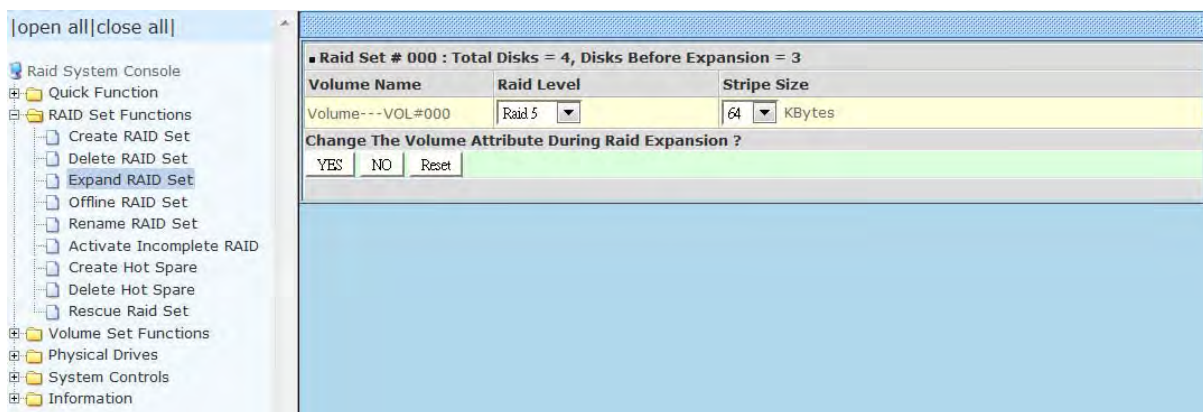 |open all|close all|
Raid System Console
Quick Function
RAID Set Functions
Create RAID Set
Delete RAID Set
Expand RAID Set
Offline RAID Set
Rename RAID Set
Activate Incomplete RAID
Create Hot Spare
Delete Hot Spare
Rescue Raid Set
Volume Set Functions
Physical Drives
System Controls
Information
Raid Set # 000 : Total Disks = 4, Disks Before Expansion = 3
Volume Name Raid Level Stripe Size
Volume---VOL#000 Raid 5 64 KBytes
Change The Volume Attribute During Raid Expansion ?
YES NO Reset